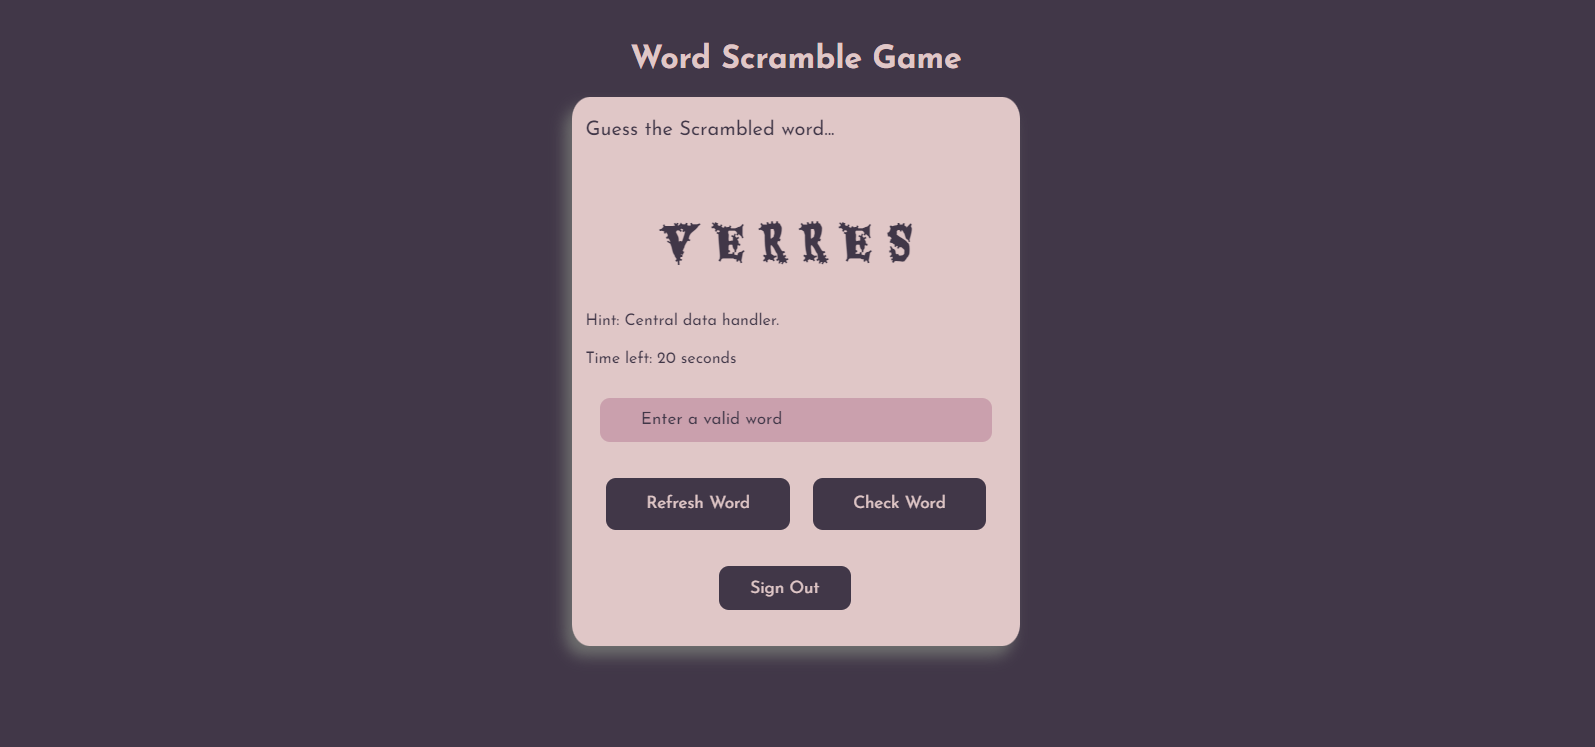 Word Scramble Game
Guess the Scrambled word...
VERRES
Hint: Central data handler.
Time left: 20 seconds
Enter a valid word
Refresh Word Check Word
Sign Out